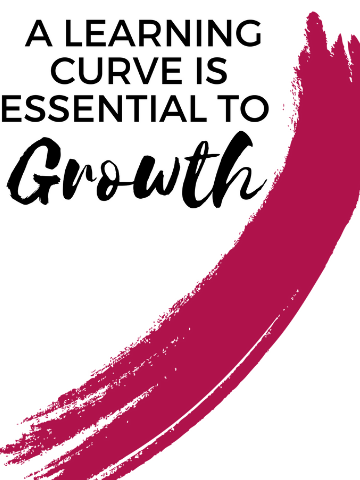 A LEARNING
CURVE IS
ESSENTIAL TO
Growth